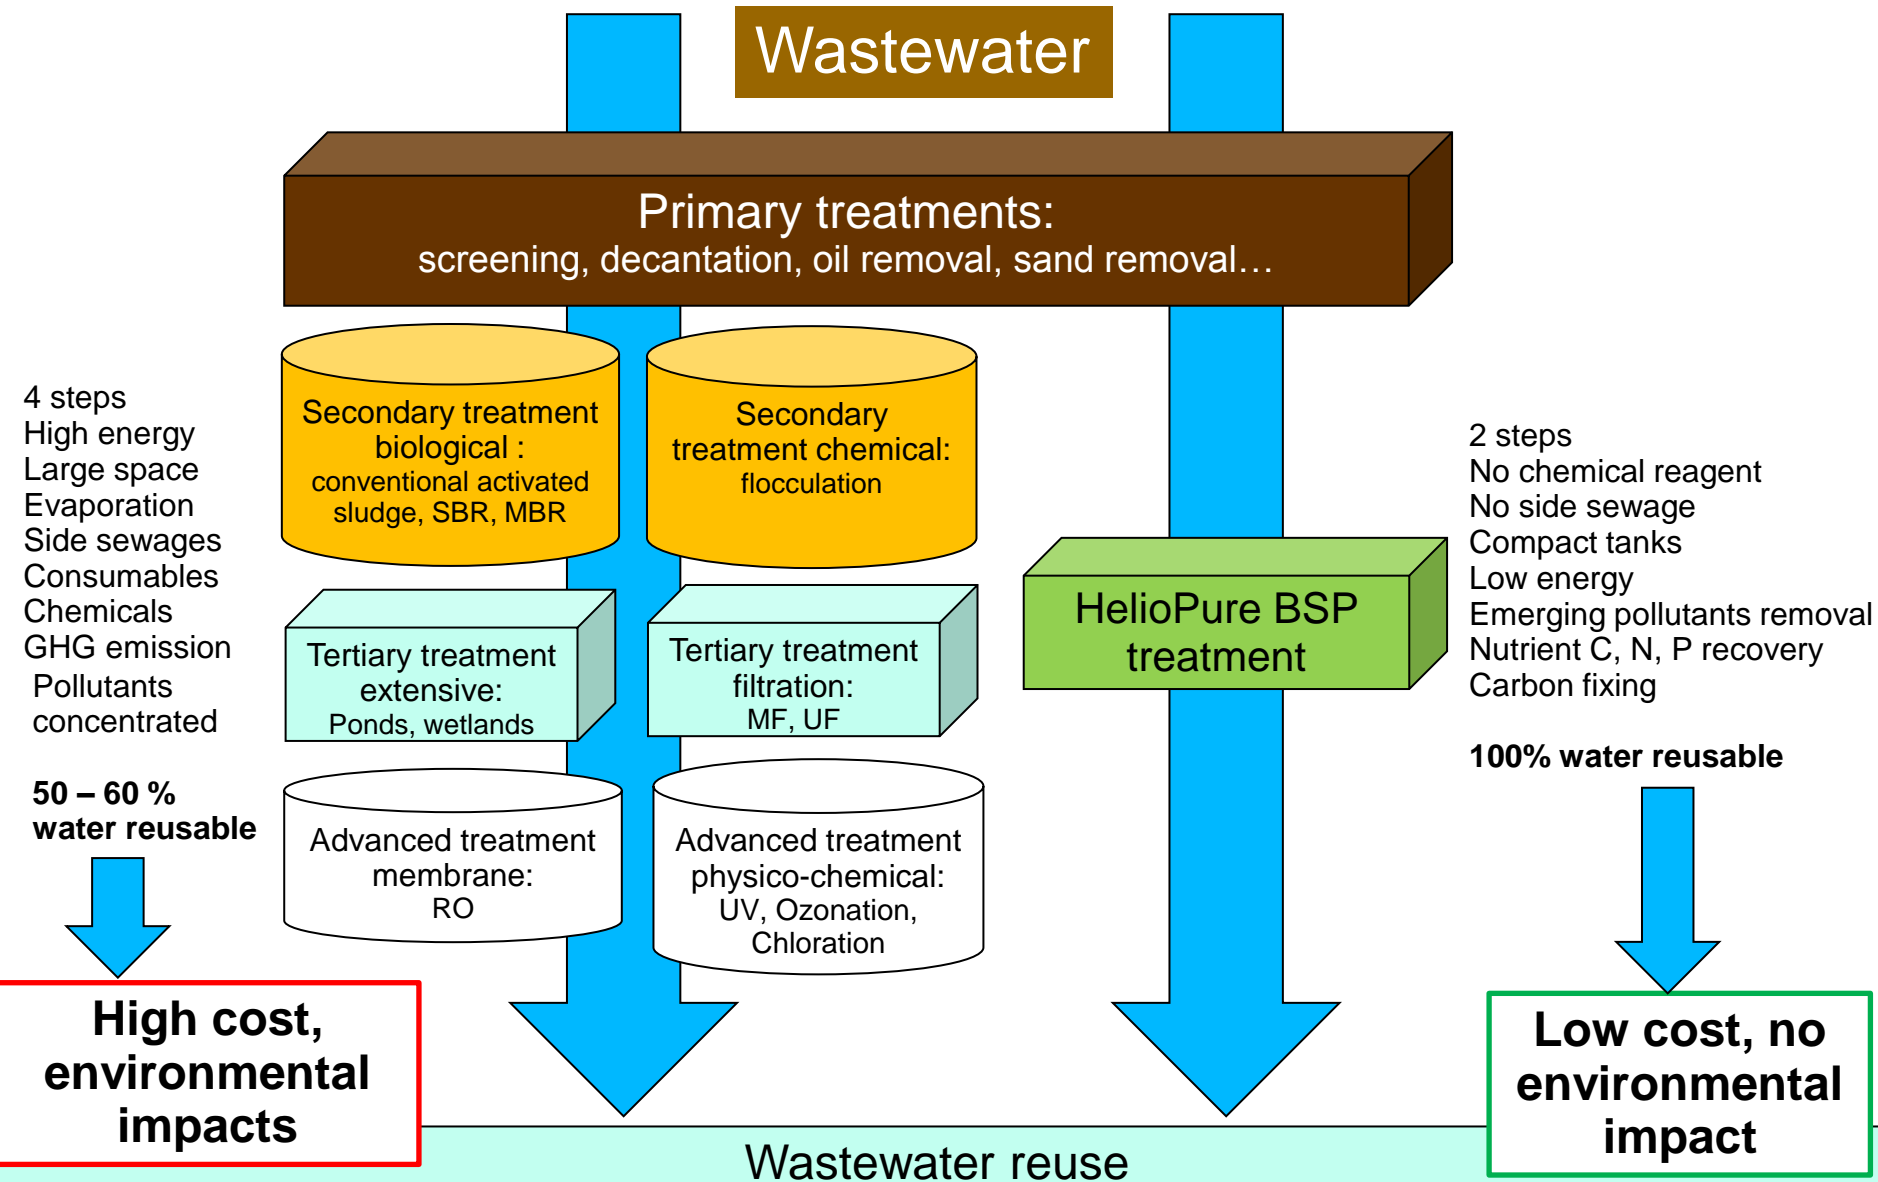 Wastewater
Primary treatments:
screening, decantation, oil removal, sand removal…
4 steps
High energy
Large space
Evaporation
Side sewages
Consumables
Chemicals
GHG emission
Pollutants
concentrated
50 – 60 %
water reusable
High cost,
environmental
impacts
Secondary treatment
biological :
conventional activated
sludge, SBR, MBR
Secondary
treatment chemical:
flocculation
Tertiary treatment
extensive:
Ponds, wetlands
Tertiary treatment
filtration:
MF, UF
Advanced treatment
membrane:
RO
Advanced treatment
physico-chemical:
UV, Ozonation,
Chloration
HelioPure BSP
treatment
2 steps
No chemical reagent
No side sewage
Compact tanks
Low energy
Emerging pollutants removal
Nutrient C, N, P recovery
Carbon fixing
100% water reusable
Low cost, no
environmental
impact
Wastewater reuse